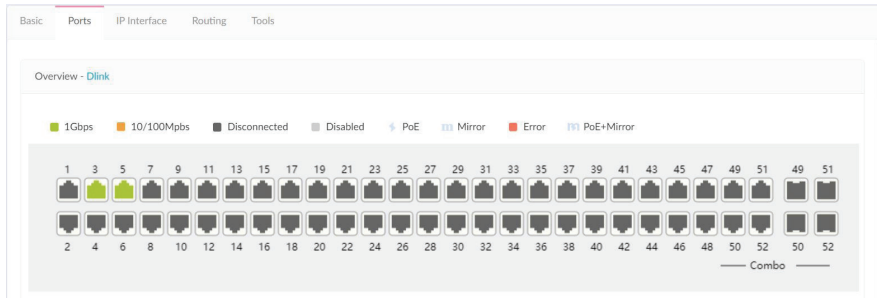 Basic Ports IP Interface Routing Tools
Overview - Dlink
1Gbps 10/100Mpbs Disconnected Disabled PoE Mirror Error PoE+Mirror
1 3 5 7 9 11 13 15 17 19 21 23 25 27 29 31 33 35 37 39 41 43 45 47 49 51 49 51
2 4 6 8 10 12 14 16 18 20 22 24 26 28 30 32 34 36 38 40 42 44 46 48 50 52 50 52
Combo